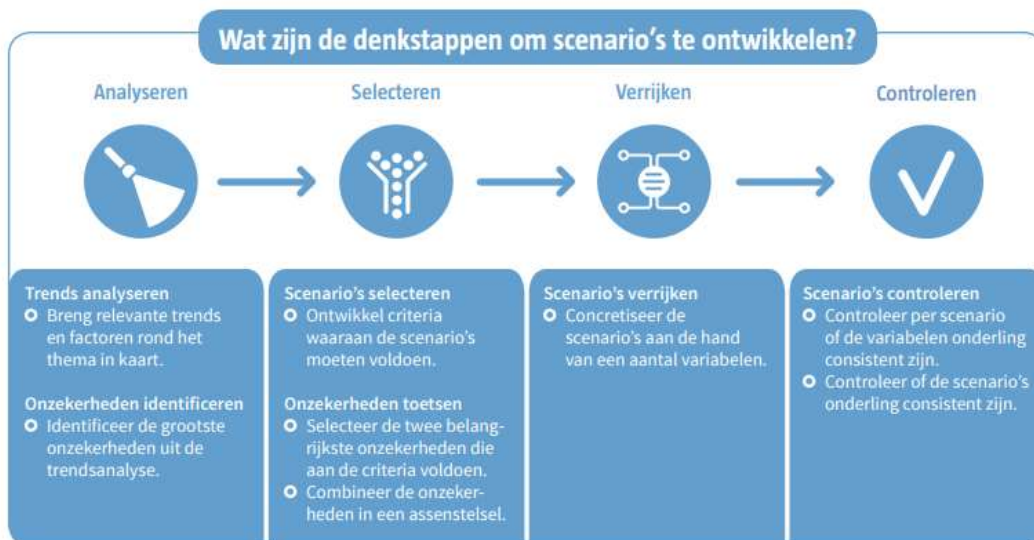 Wat zijn de denkstappen om scenario's te ontwikkelen?
Analyseren
Selecteren
Verrijken
Controleren
Trends analyseren
Breng relevante trends
en factoren rond het
thema in kaart.
Onzekerheden identificeren
Identificeer de grootste
onzekerheden uit de
trendsanalyse.
Scenario's selecteren
Ontwikkel criteria
waaraan de scenario's
moeten voldoen.
Onzekerheden toetsen
Selecteer de twee belang-
rijkste onzekerheden die
aan de criteria voldoen.
Combineer de onzeker-
heden in een assenstelsel.
Scenario's verrijken
Concretiseer de
scenario's aan de hand
van een aantal variabelen.
Scenario's controleren
Controleer per scenario
of de variabelen onderling
consistent zijn.
Controleer of de scenario's
onderling consistent zijn.